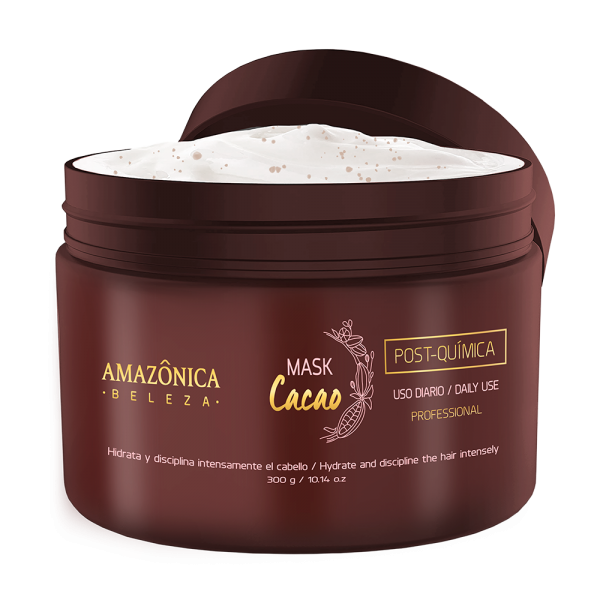 AMAZÔNICA
· BELEZA ·
MASK
Cacao
POST-QUÍMICA
USO DIARIO / DAILY USE
PROFESSIONAL
Hidrata y disciplina intensamente el cabello / Hydrate and discipline the hair intensely
300 g / 10.14 o.z